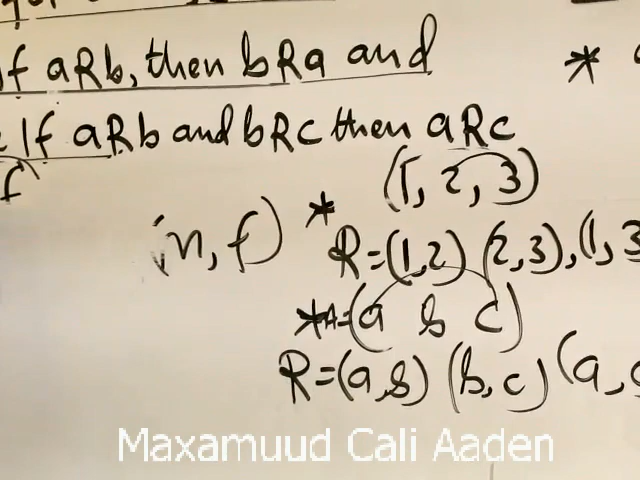 If aRb, then bRa and
If aRb and bRc then aRc
(1, 2, 3)
(n, f) *
R=(1,2) (2,3),(1, 3
*A=(a b c)
R=(a,b) (b,c) (a,c
Maxamuud Cali Aaden